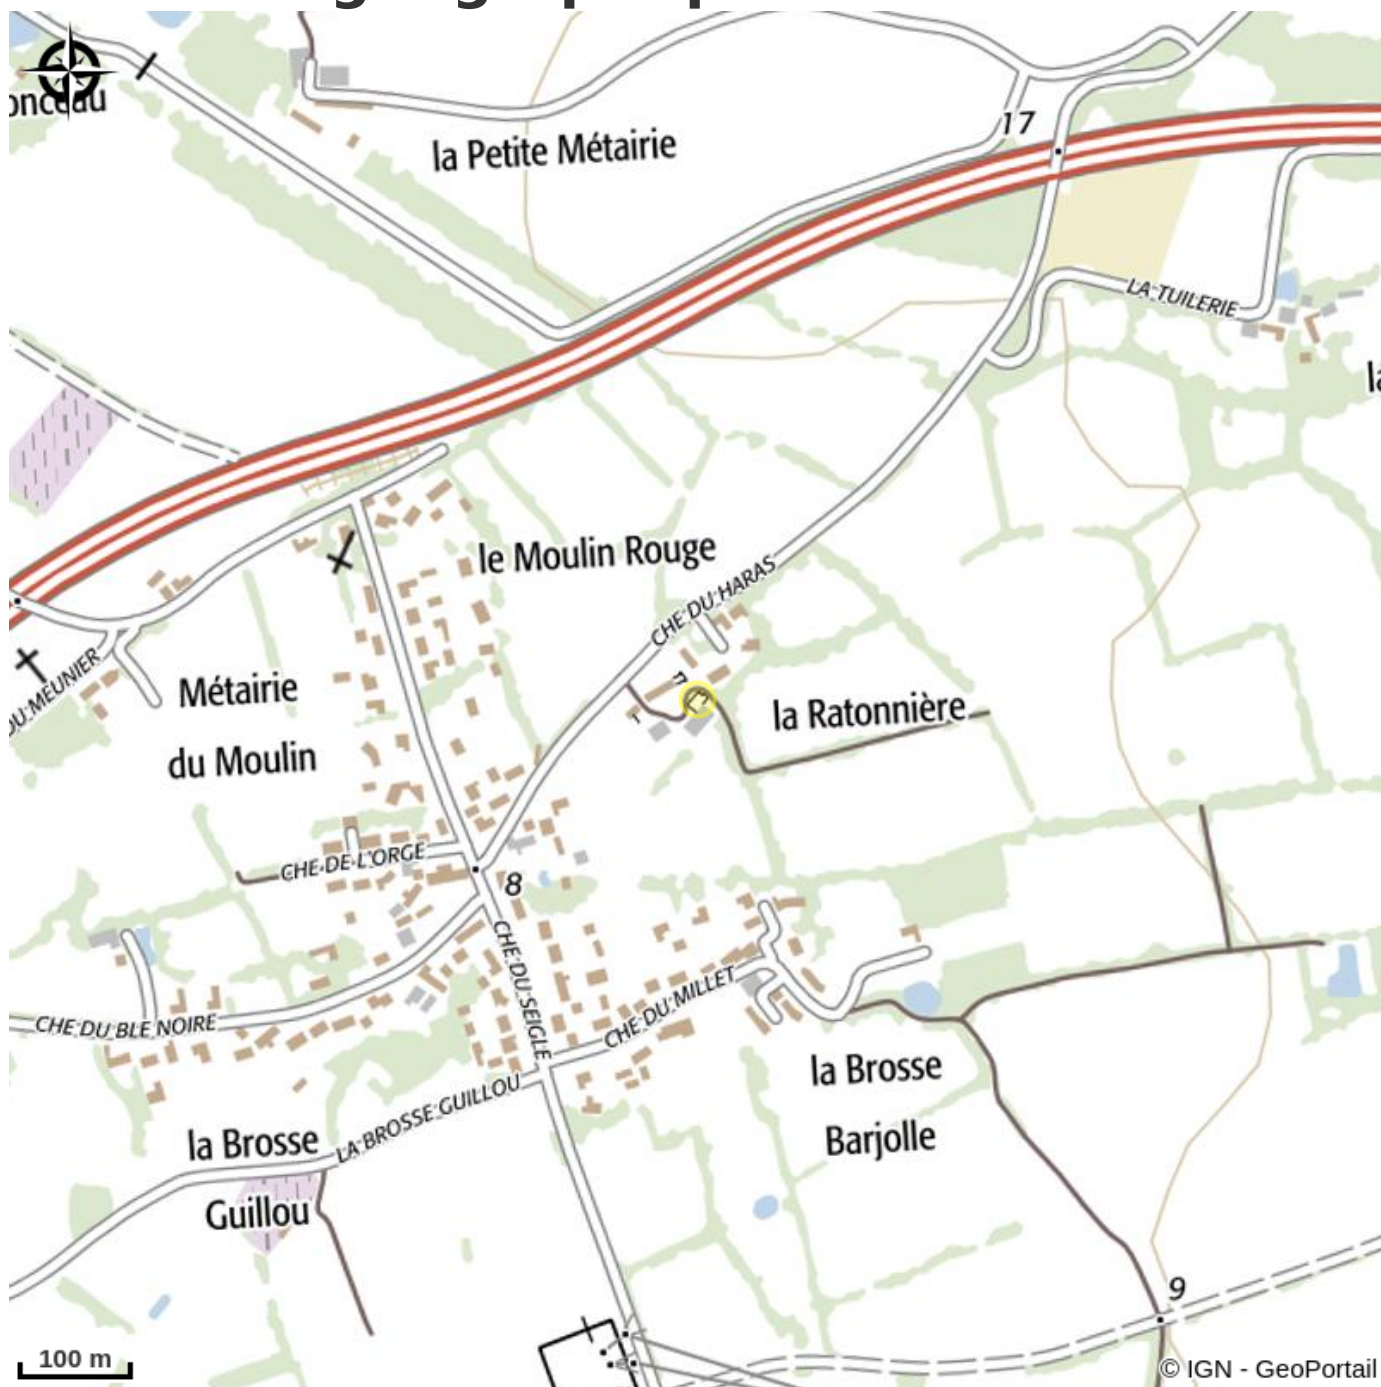 la Petite Métairie
17
LA TUILERIE
le Moulin Rouge
CHE DU HARAS
DU MEUNIER
Métairie
du Moulin
la Ratonnière
CHE DE L'ORGE
8
CHE DU SEIGLE
CHE DU MILLET
CHE DU BLE NOIRE
la Brosse
Barjolle
LA BROSSE GUILLOU
la Brosse
Guillou
9
100 m
© IGN - GeoPortail